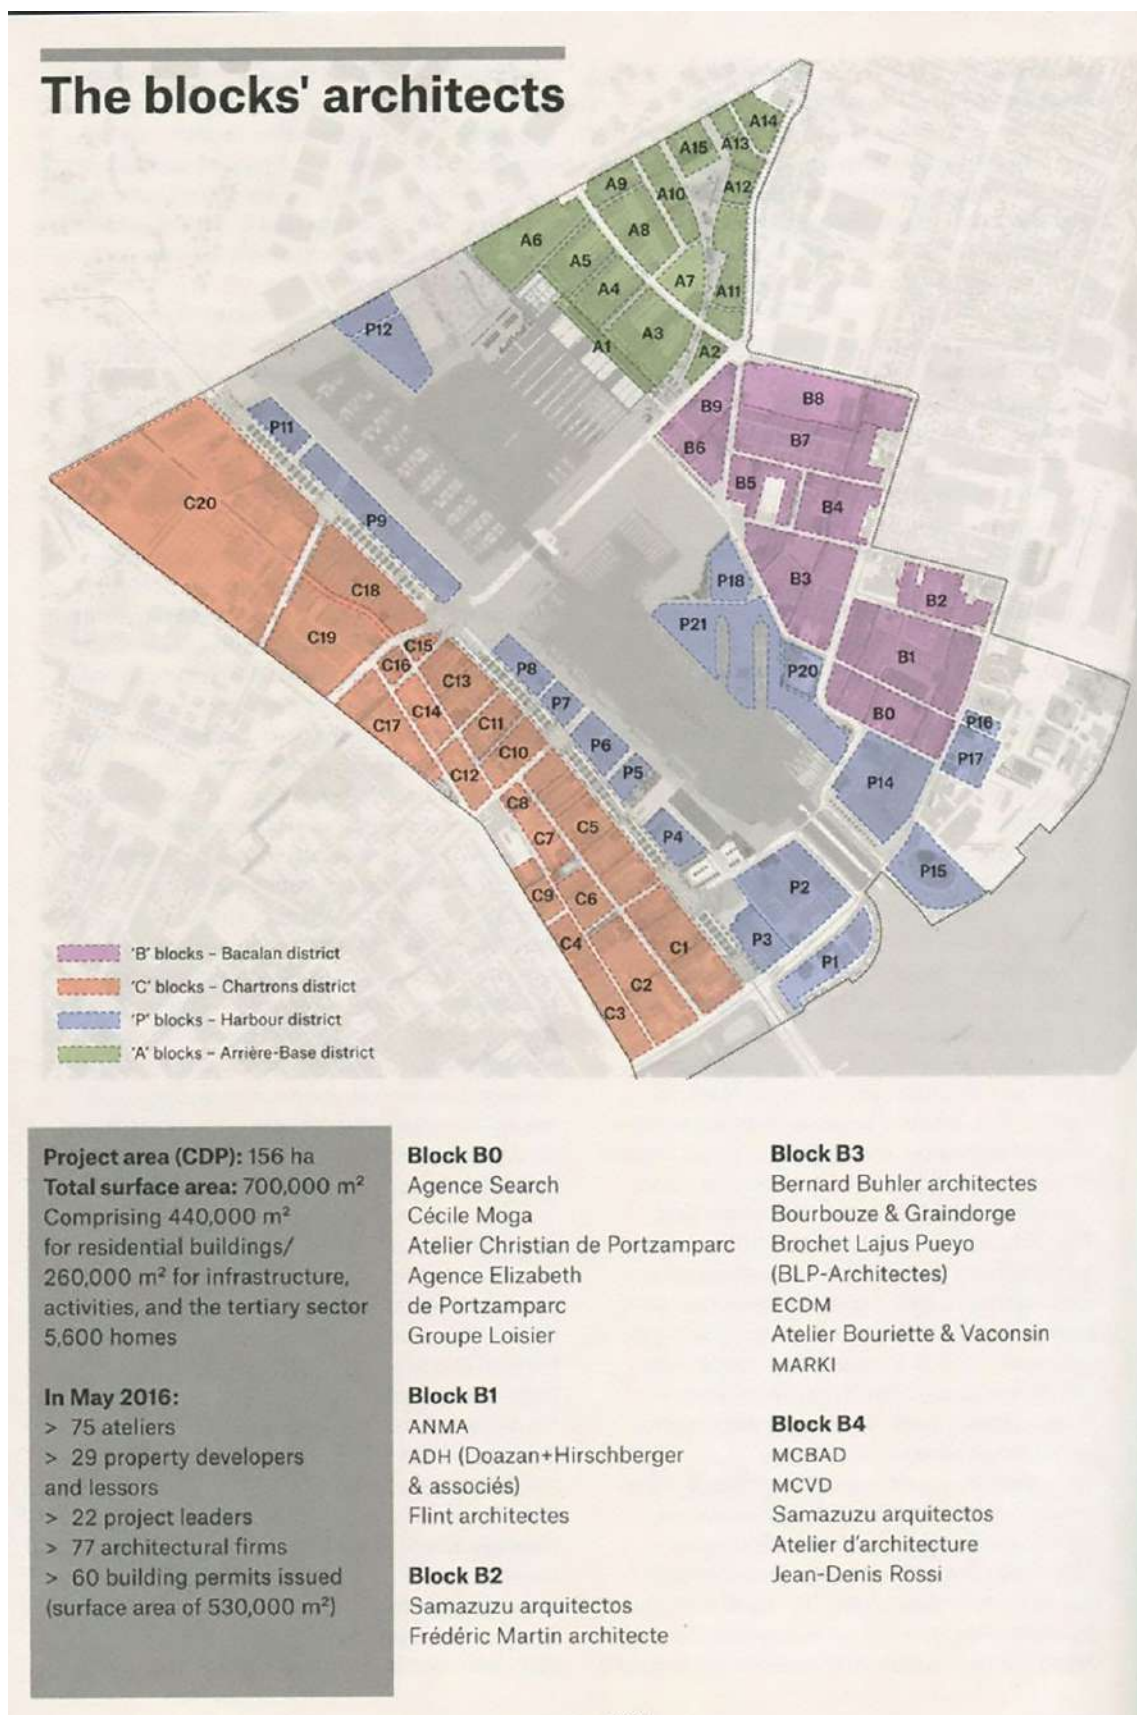 The blocks' architects
A14
A15
A13
A9
A10
A12
A8
A6
A5
A7
A4
A11
P12
A3
A1
A2
B8
B9
P11
B7
B6
B5
C20
B4
P9
P18
B3
C18
B2
P21
C19
C15
B1
C16
P8
P20
C13
P7
B0
C14
C11
P16
C17
P6
C10
P17
C12
P5
P14
C8
C5
C7
P4
P15
P2
C9
C6
C4
C1
P3
P1
C2
C3
'B' blocks – Bacalan district
'C' blocks – Chartrons district
'P' blocks – Harbour district
'A' blocks – Arrière-Base district
Project area (CDP): 156 ha
Total surface area: 700,000 m²
Comprising 440,000 m²
for residential buildings/
260,000 m² for infrastructure,
activities, and the tertiary sector
5,600 homes
In May 2016:
> 75 ateliers
> 29 property developers
and lessors
> 22 project leaders
> 77 architectural firms
> 60 building permits issued
(surface area of 530,000 m²)
Block B0
Agence Search
Cécile Moga
Atelier Christian de Portzamparc
Agence Elizabeth
de Portzamparc
Groupe Loisier
Block B1
ANMA
ADH (Doazan+Hirschberger
& associés)
Flint architectes
Block B2
Samazuzu arquitectos
Frédéric Martin architecte
Block B3
Bernard Buhler architectes
Bourbouze & Graindorge
Brochet Lajus Pueyo
(BLP-Architectes)
ECDM
Atelier Bouriette & Vaconsin
MARKI
Block B4
MCBAD
MCVD
Samazuzu arquitectos
Atelier d'architecture
Jean-Denis Rossi